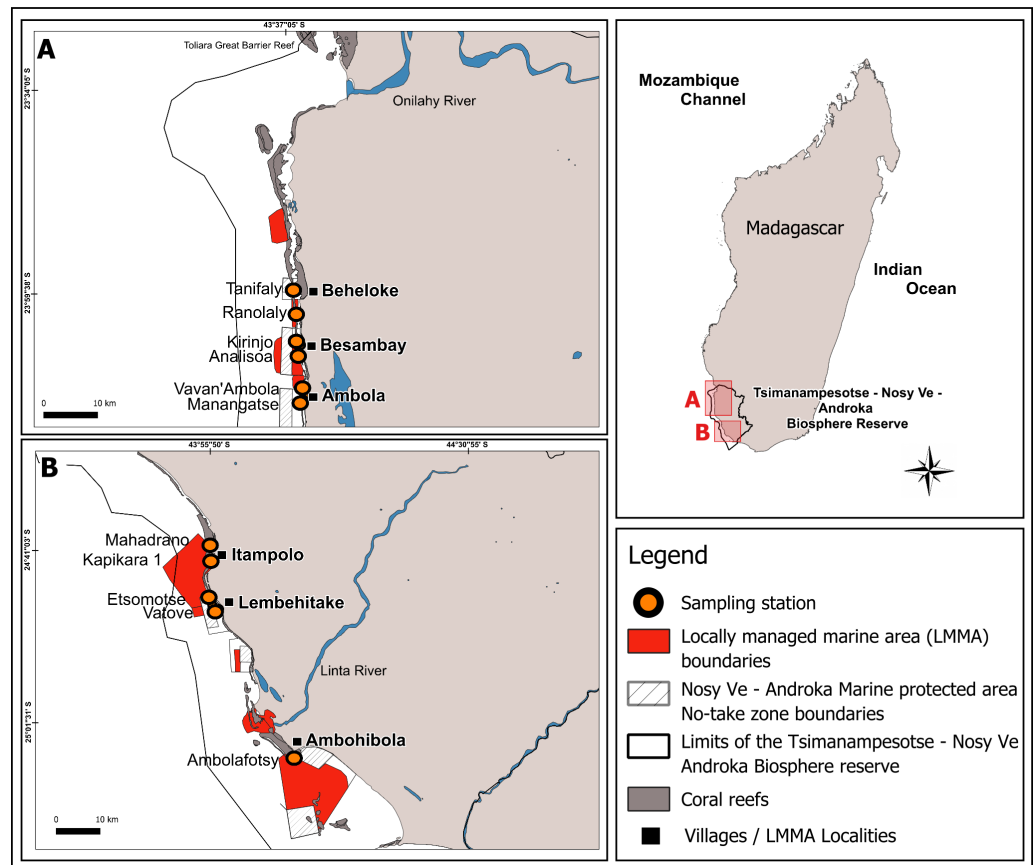 A
43°37'05' S
Toliara Great Barrier Reef
23°34'05' S
Onilahy River
23°59'38' S
Tanifaly
Beheloke
Ranolaly
Kirinjo
Analisoa
Besambay
Vavan'Ambola
Manangatse
Ambola
0 10 km
B
43°55'50' S
44°30'55' S
24°41'03' S
Mahadrano
Kapikara 1
Itampolo
Etsomotse
Vatove
Lembehitake
Linta River
25°01'31' S
Ambohibola
Ambolafotsy
0 10 km
Mozambique
Channel
Madagascar
Indian
Ocean
A
B
Tsimanampesotse - Nosy Ve -
Androka
Biosphere Reserve
Legend
Sampling station
Locally managed marine area (LMMA)
boundaries
Nosy Ve - Androka Marine protected area
No-take zone boundaries
Limits of the Tsimanampesotse - Nosy Ve
Androka Biosphere reserve
Coral reefs
Villages / LMMA Localities